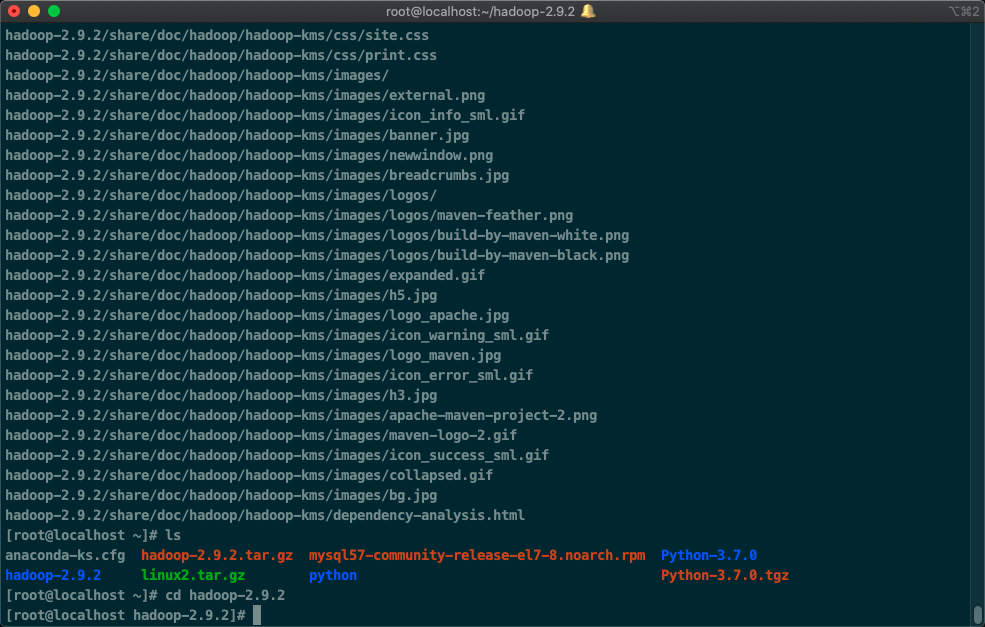 root@localhost:~/hadoop-2.9.2 🔔 ⌥⌘2
hadoop-2.9.2/share/doc/hadoop/hadoop-kms/css/site.css
hadoop-2.9.2/share/doc/hadoop/hadoop-kms/css/print.css
hadoop-2.9.2/share/doc/hadoop/hadoop-kms/images/
hadoop-2.9.2/share/doc/hadoop/hadoop-kms/images/external.png
hadoop-2.9.2/share/doc/hadoop/hadoop-kms/images/icon_info_sml.gif
hadoop-2.9.2/share/doc/hadoop/hadoop-kms/images/banner.jpg
hadoop-2.9.2/share/doc/hadoop/hadoop-kms/images/newwindow.png
hadoop-2.9.2/share/doc/hadoop/hadoop-kms/images/breadcrumbs.jpg
hadoop-2.9.2/share/doc/hadoop/hadoop-kms/images/logos/
hadoop-2.9.2/share/doc/hadoop/hadoop-kms/images/logos/maven-feather.png
hadoop-2.9.2/share/doc/hadoop/hadoop-kms/images/logos/build-by-maven-white.png
hadoop-2.9.2/share/doc/hadoop/hadoop-kms/images/logos/build-by-maven-black.png
hadoop-2.9.2/share/doc/hadoop/hadoop-kms/images/expanded.gif
hadoop-2.9.2/share/doc/hadoop/hadoop-kms/images/h5.jpg
hadoop-2.9.2/share/doc/hadoop/hadoop-kms/images/logo_apache.jpg
hadoop-2.9.2/share/doc/hadoop/hadoop-kms/images/icon_warning_sml.gif
hadoop-2.9.2/share/doc/hadoop/hadoop-kms/images/logo_maven.jpg
hadoop-2.9.2/share/doc/hadoop/hadoop-kms/images/icon_error_sml.gif
hadoop-2.9.2/share/doc/hadoop/hadoop-kms/images/h3.jpg
hadoop-2.9.2/share/doc/hadoop/hadoop-kms/images/apache-maven-project-2.png
hadoop-2.9.2/share/doc/hadoop/hadoop-kms/images/maven-logo-2.gif
hadoop-2.9.2/share/doc/hadoop/hadoop-kms/images/icon_success_sml.gif
hadoop-2.9.2/share/doc/hadoop/hadoop-kms/images/collapsed.gif
hadoop-2.9.2/share/doc/hadoop/hadoop-kms/images/bg.jpg
hadoop-2.9.2/share/doc/hadoop/hadoop-kms/dependency-analysis.html
[root@localhost ~]# ls
anaconda-ks.cfg  hadoop-2.9.2.tar.gz  mysql57-community-release-el7-8.noarch.rpm  Python-3.7.0
hadoop-2.9.2     linux2.tar.gz        python                                      Python-3.7.0.tgz
[root@localhost ~]# cd hadoop-2.9.2
[root@localhost hadoop-2.9.2]#